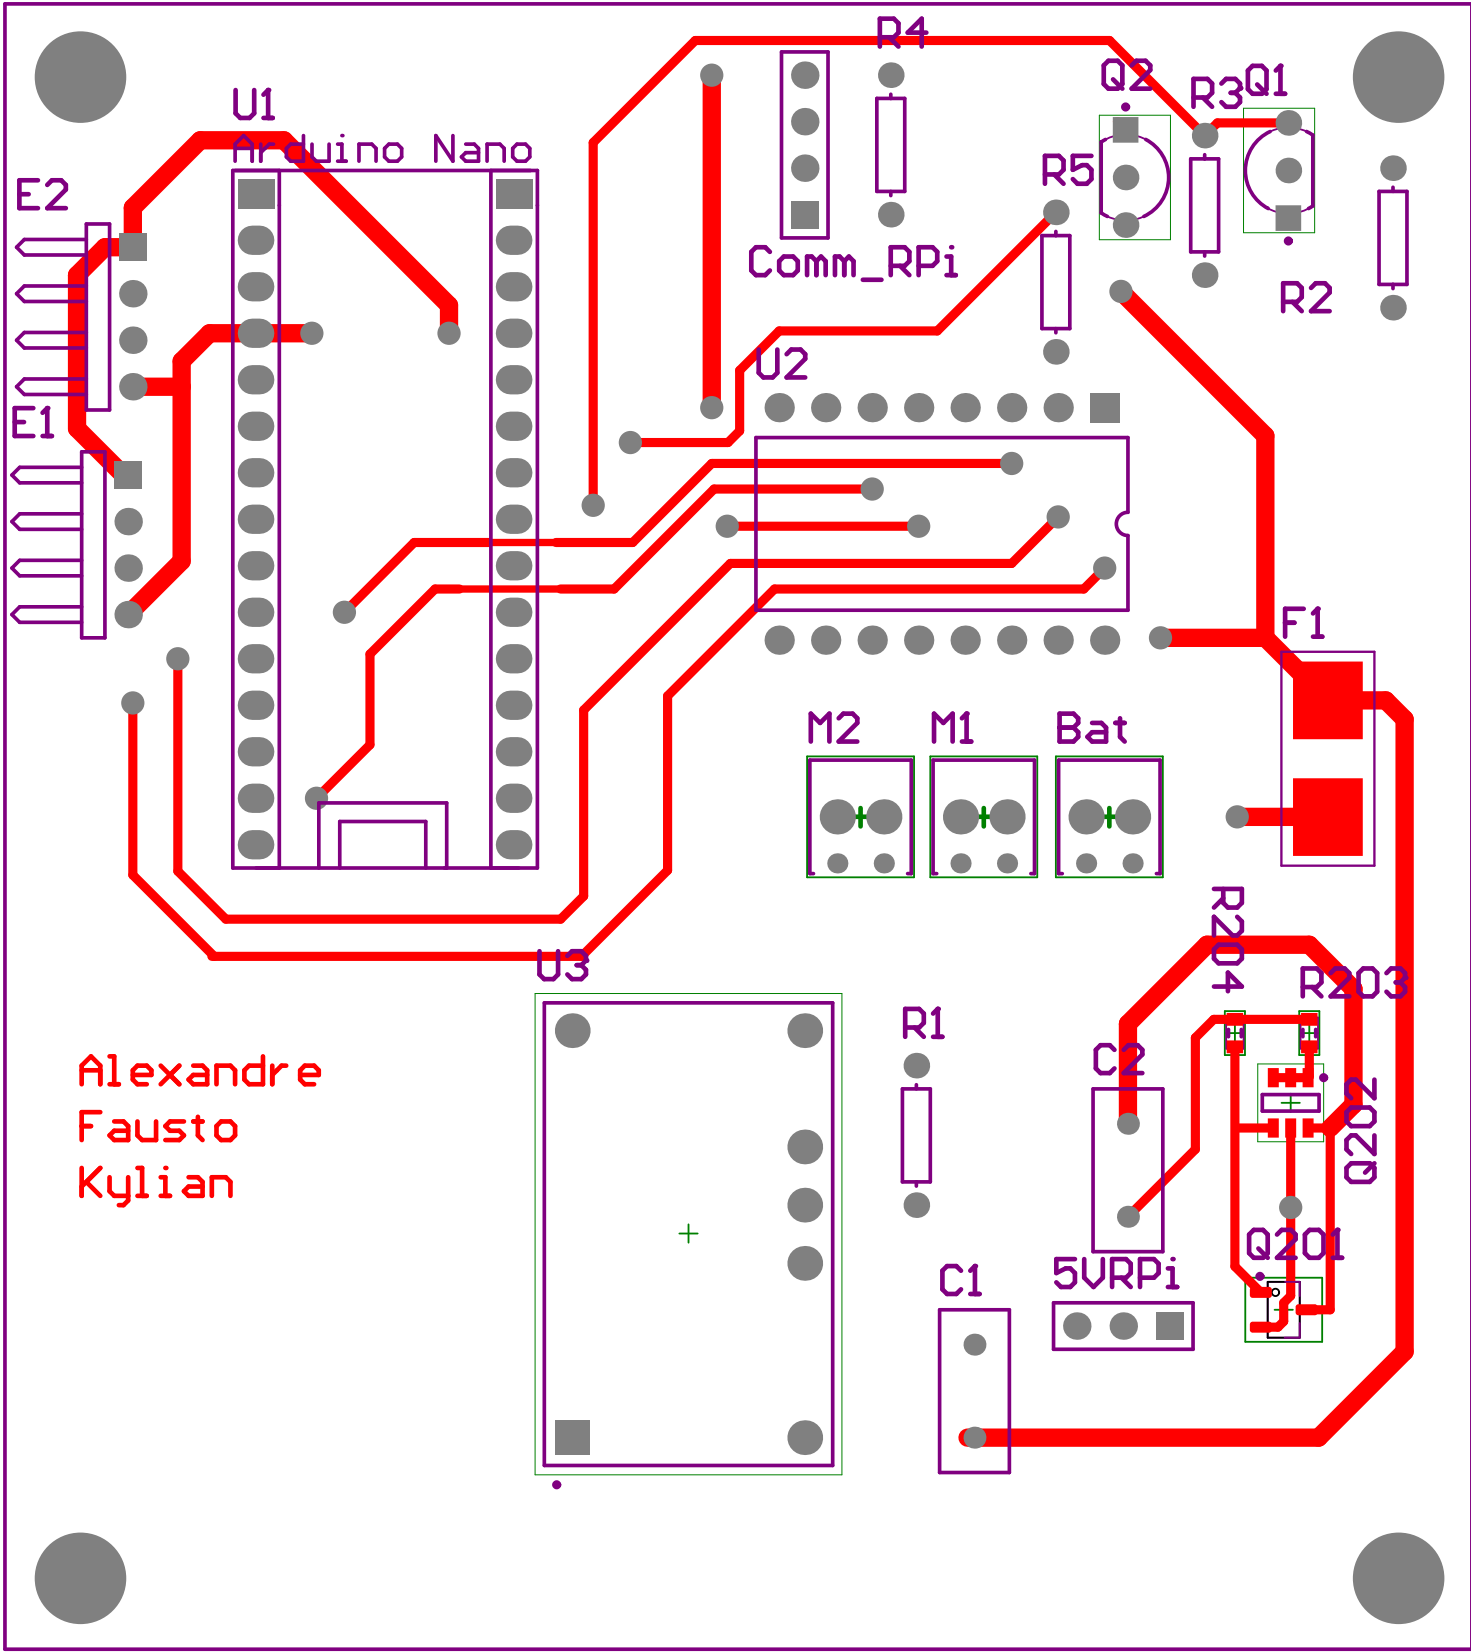 R4
Q2
Q1
R3
U1
Arduino Nano
R5
E2
Comm_RPi
R2
U2
E1
F1
M2
M1
Bat
R204
U3
R203
R1
C2
Alexandre
Fausto
Kylian
Q202
Q201
5VRPi
C1